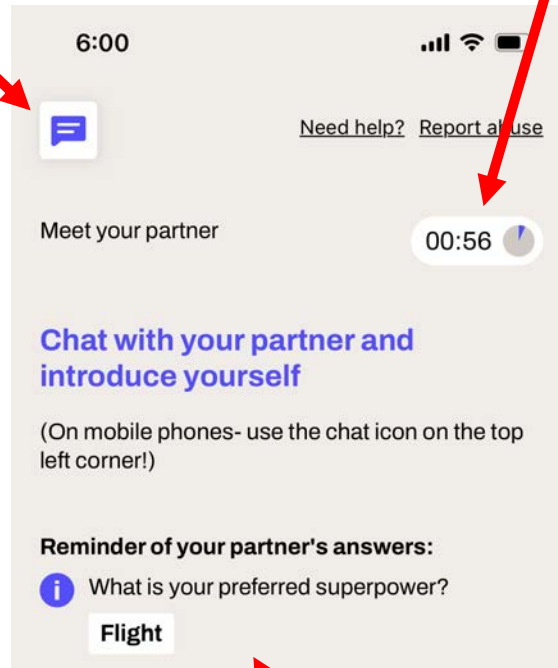 6:00
Need help? Report abuse
Meet your partner
00:56
Chat with your partner and
introduce yourself
(On mobile phones- use the chat icon on the top
left corner!)
Reminder of your partner's answers:
What is your preferred superpower?
Flight